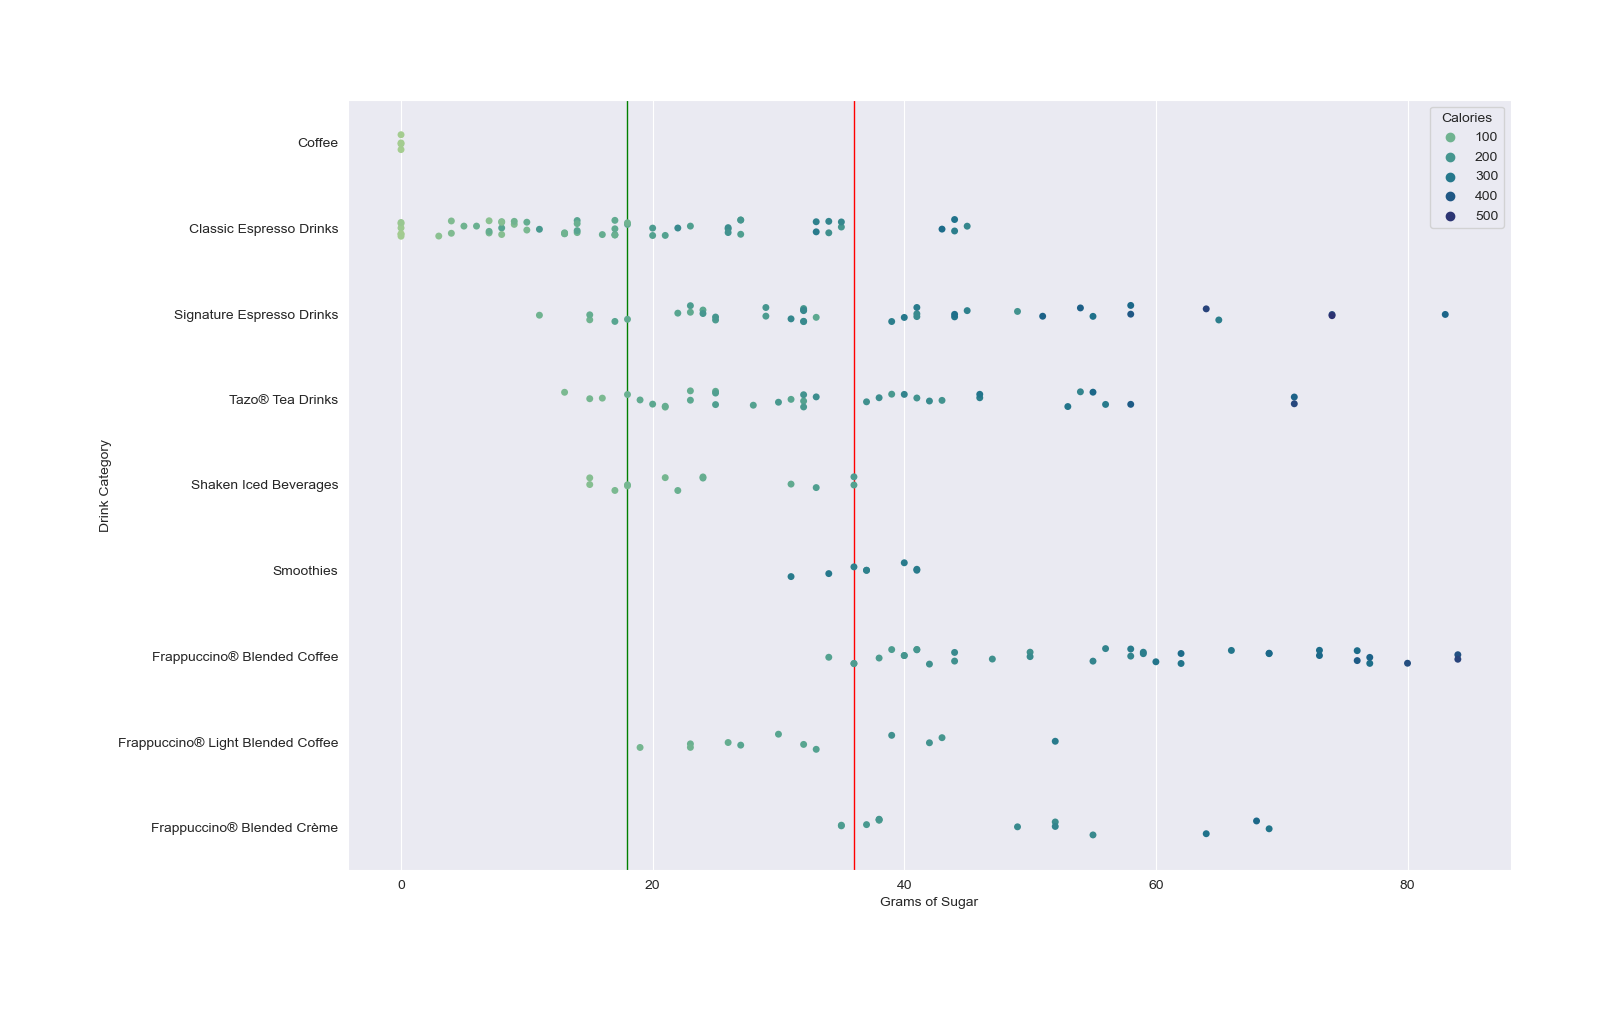 Calories
100
200
300
400
500
Drink Category
Coffee
Classic Espresso Drinks
Signature Espresso Drinks
Tazo® Tea Drinks
Shaken Iced Beverages
Smoothies
Frappuccino® Blended Coffee
Frappuccino® Light Blended Coffee
Frappuccino® Blended Crème
0 20 40 60 80
Grams of Sugar